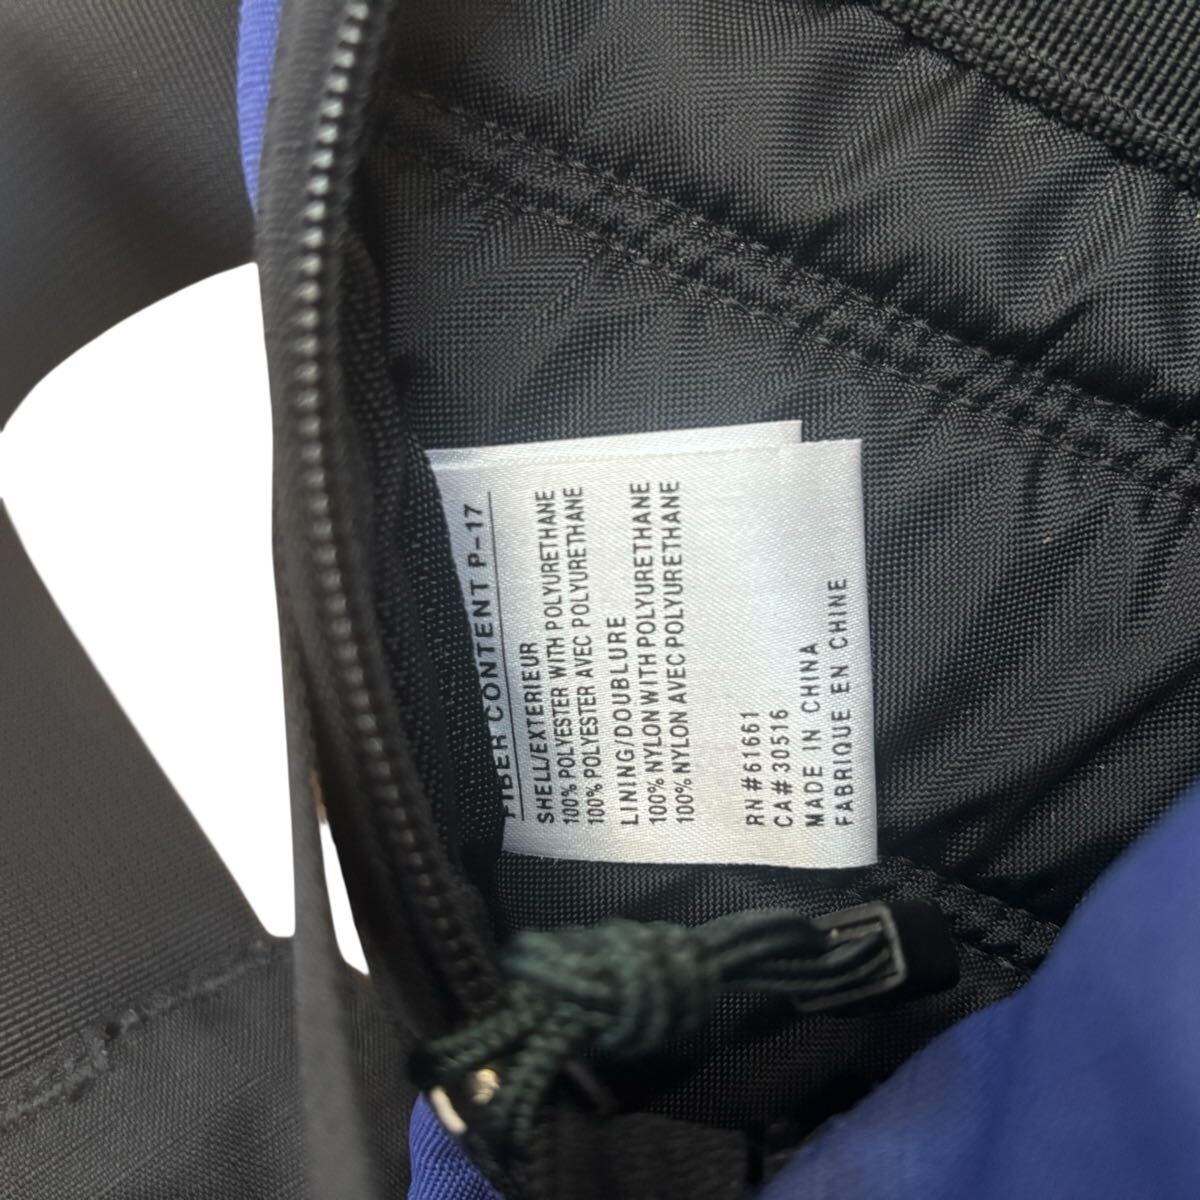 FIBER CONTENT P-17
SHELL/EXTERIEUR
100% POLYESTER WITH POLYURETHANE
100% POLYESTER AVEC POLYURETHANE
LINING/DOUBLURE
100% NYLON WITH POLYURETHANE
100% NYLON AVEC POLYURETHANE
RN#61661
CA#30516
MADE IN CHINA
FABRIQUE EN CHINE